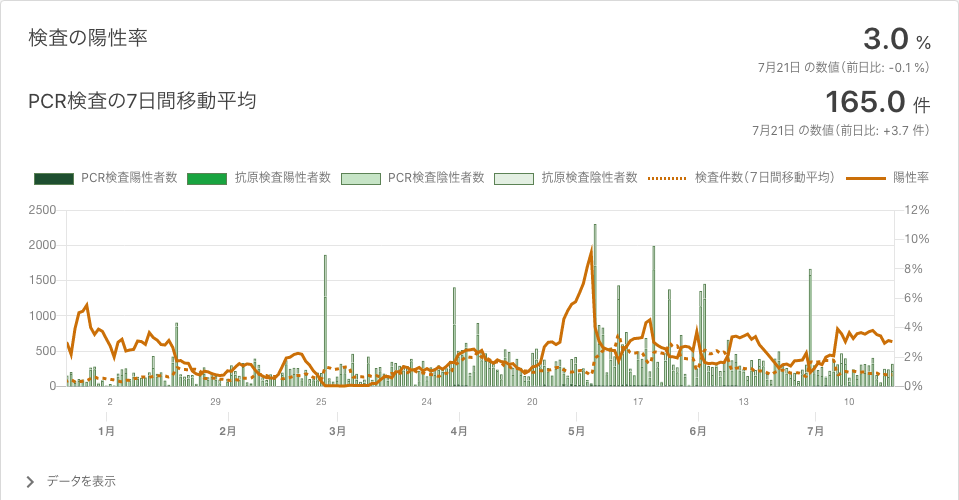 検査の陽性率
3.0 %
7月21日 の数値（前日比: -0.1 %）
PCR検査の7日間移動平均
165.0 件
7月21日 の数値（前日比: +3.7 件）
PCR検査陽性者数 抗原検査陽性者数 PCR検査陰性者数 抗原検査陰性者数 検査件数（7日間移動平均） 陽性率
2500 12%
10%
2000
8%
1500
6%
1000
4%
500
2%
0 0%
2 29 25 24 20 17 13 10
1月 2月 3月 4月 5月 6月 7月
データを表示